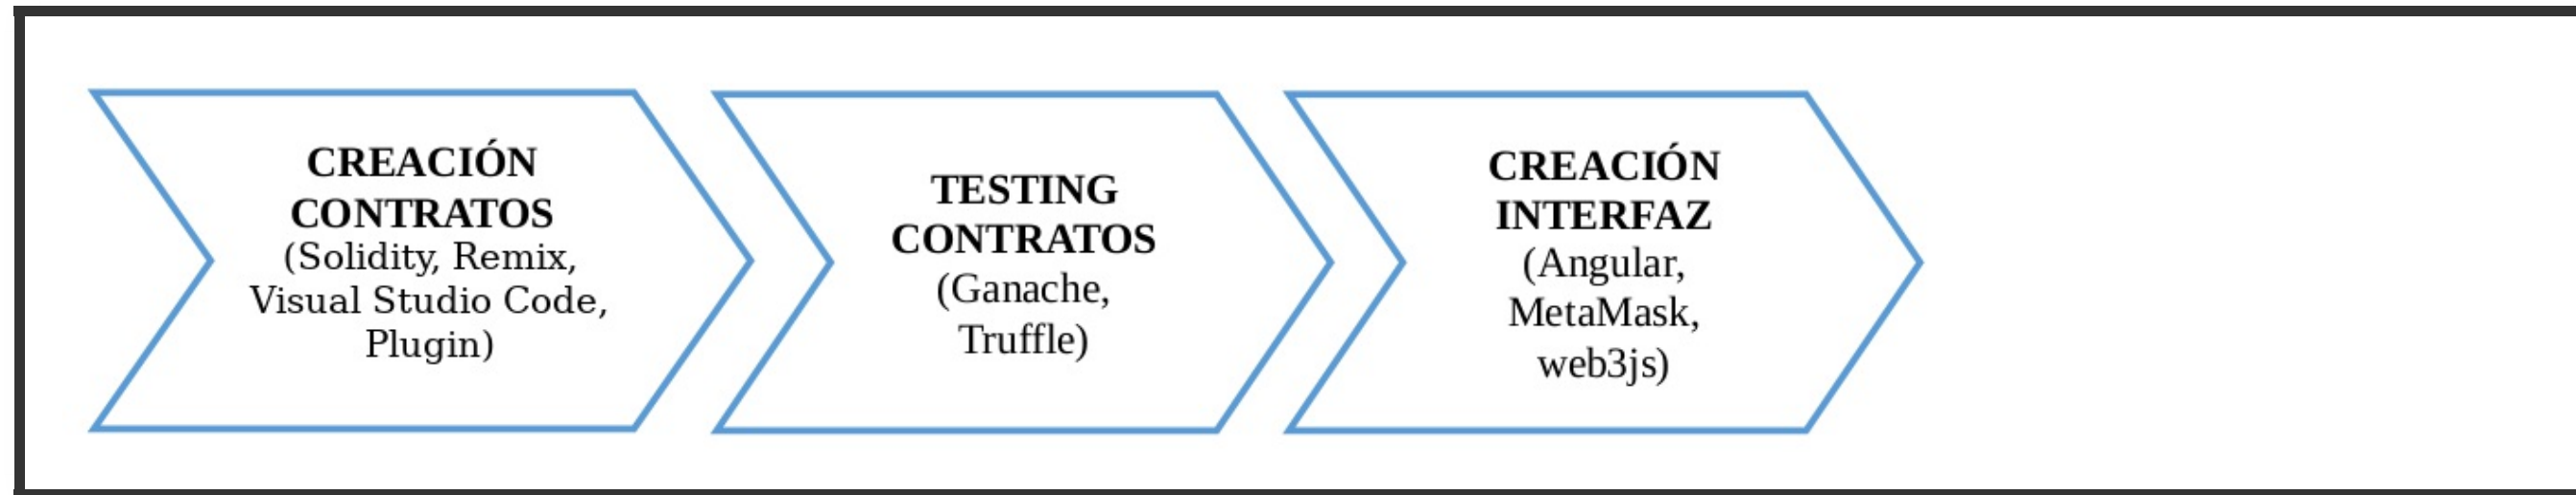 CREACIÓN
CONTRATOS
(Solidity, Remix,
Visual Studio Code,
Plugin)
TESTING
CONTRATOS
(Ganache,
Truffle)
CREACIÓN
INTERFAZ
(Angular,
MetaMask,
web3js)